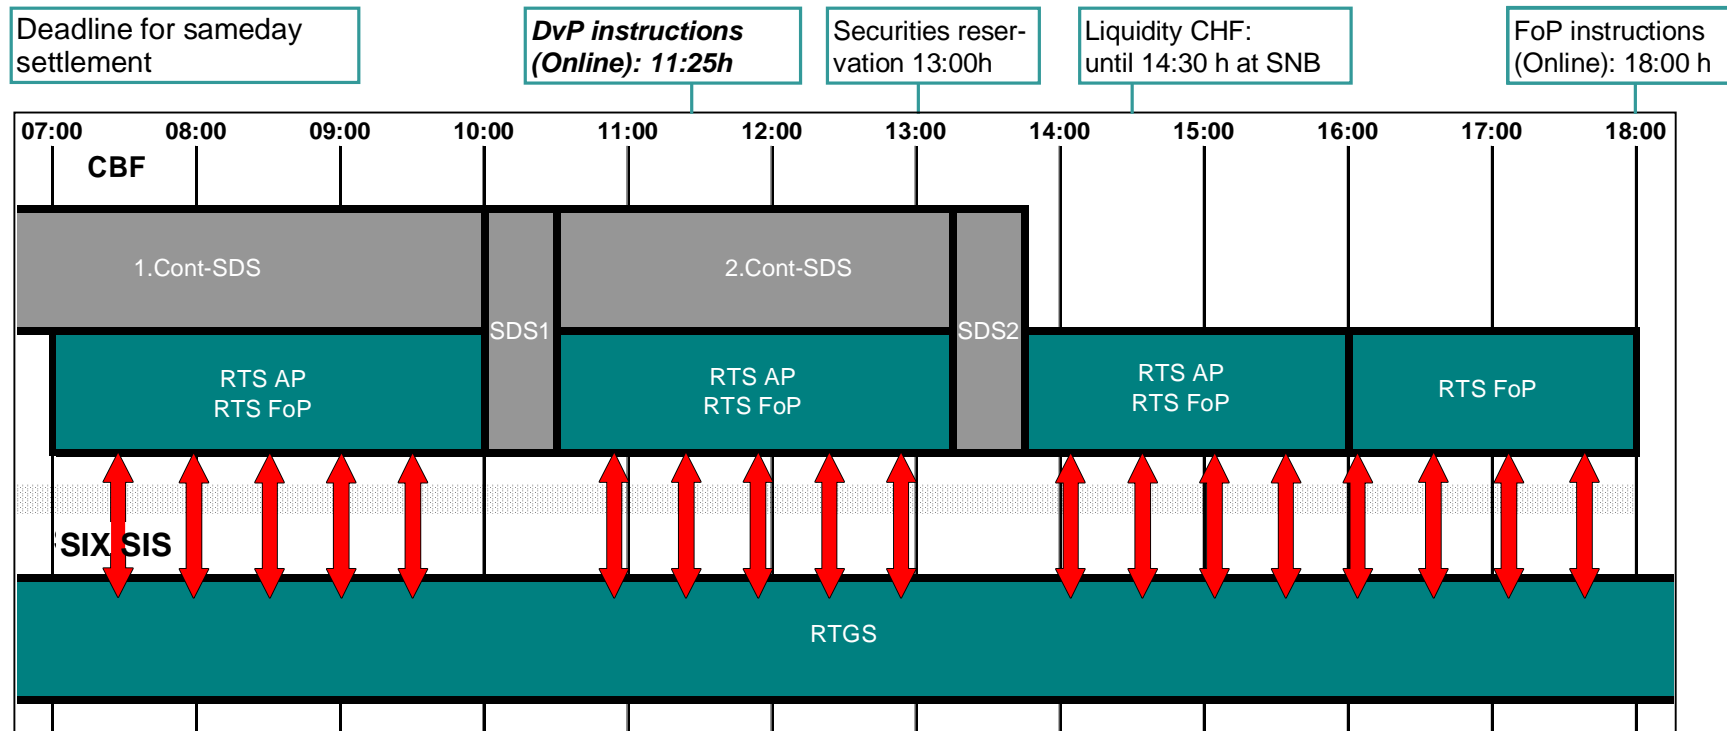 Deadline for sameday
settlement
DvP instructions
(Online): 11:25h
Securities reser-
vation 13:00h
Liquidity CHF:
until 14:30 h at SNB
FoP instructions
(Online): 18:00 h
07:00 08:00 09:00 10:00 11:00 12:00 13:00 14:00 15:00 16:00 17:00 18:00
CBF
1.Cont-SDS
2.Cont-SDS
SDS1
SDS2
RTS AP
RTS FoP
RTS AP
RTS FoP
RTS AP
RTS FoP
RTS FoP
SIX SIS
RTGS